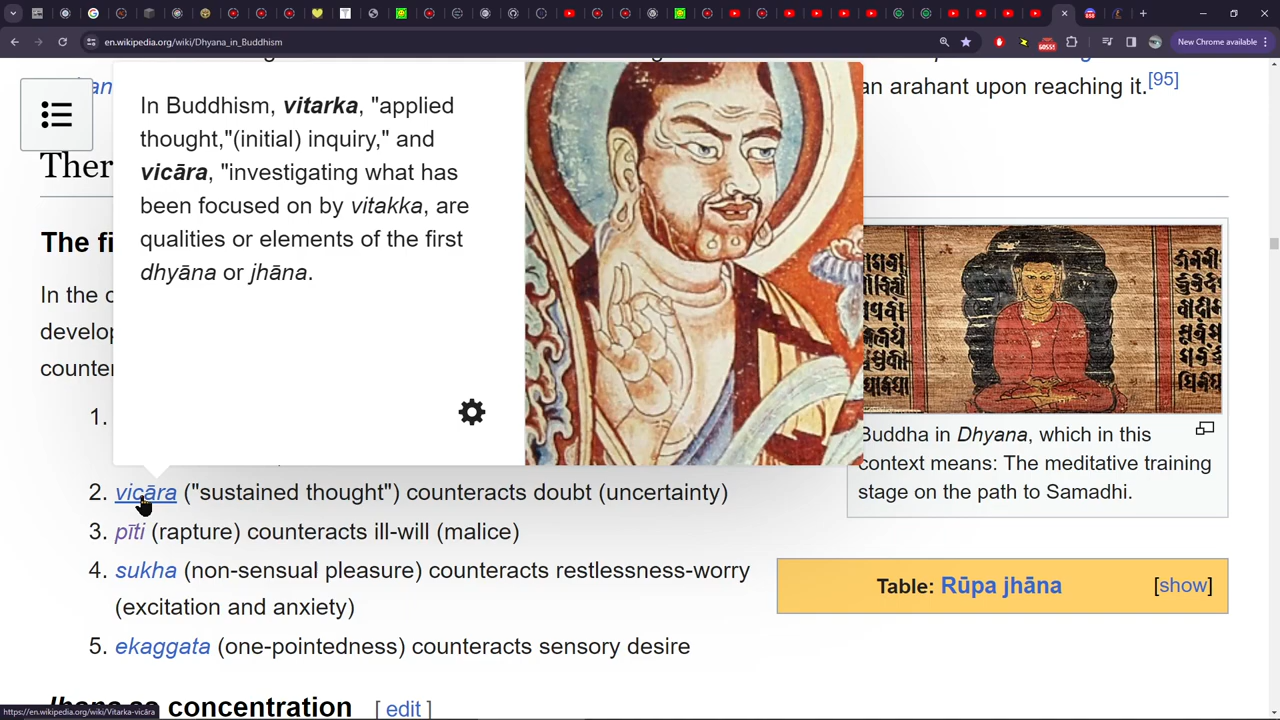 New Chrome available
en.wikipedia.org/wiki/Dhyana_in_Buddhism
an arahant upon reaching it.[95]
In Buddhism, vitarka, "applied
thought,"(initial) inquiry," and
vicāra, "investigating what has
been focused on by vitakka, are
qualities or elements of the first
dhyāna or jhāna.
Ther
The fi
In the c
develop
counter
1.
2. vicāra ("sustained thought") counteracts doubt (uncertainty)
3. pīti (rapture) counteracts ill-will (malice)
4. sukha (non-sensual pleasure) counteracts restlessness-worry
(excitation and anxiety)
5. ekaggata (one-pointedness) counteracts sensory desire
Buddha in Dhyana, which in this
context means: The meditative training
stage on the path to Samadhi.
Table: Rūpa jhāna [show]
concentration [ edit ]
https://en.wikipedia.org/wiki/Vitarka-vicāra